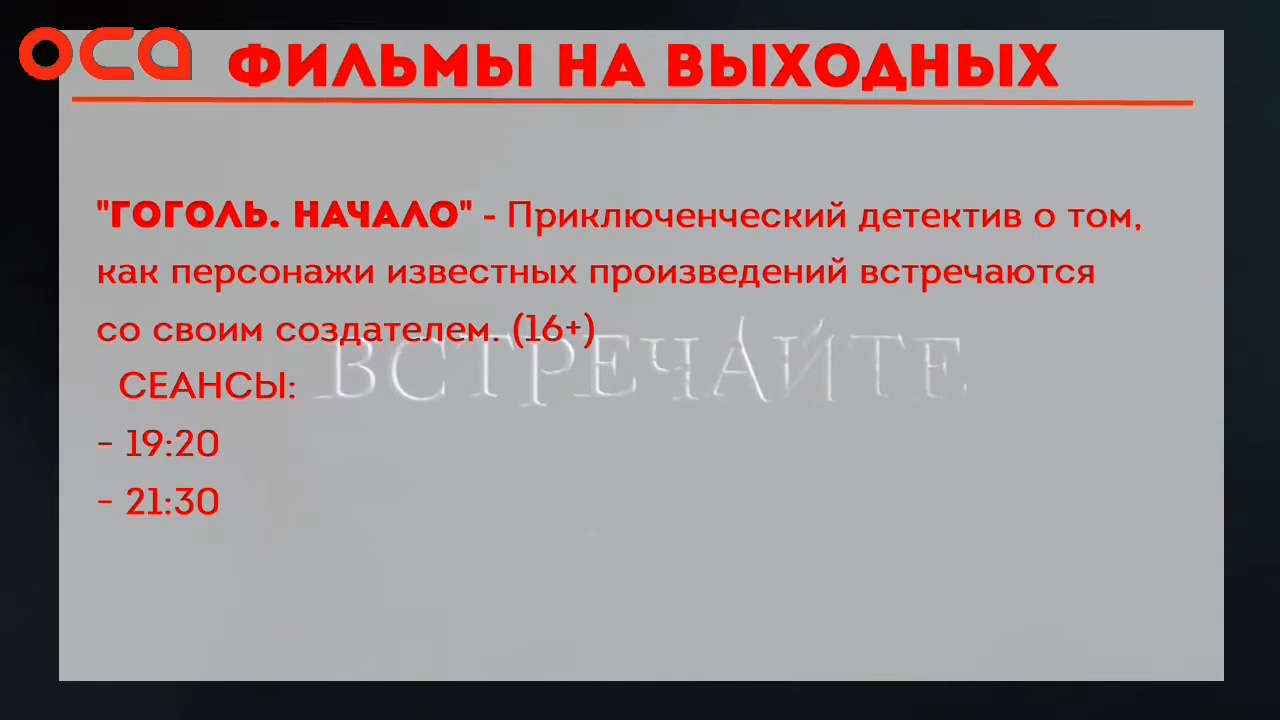 оса
ФИЛЬМЫ НА ВЫХОДНЫХ
"ГОГОЛЬ. НАЧАЛО" - Приключенческий детектив о том,
как персонажи известных произведений встречаются
со своим создателем. (16+)
ВСТРЕЧАЙТЕ
СЕАНСЫ:
- 19:20
- 21:30